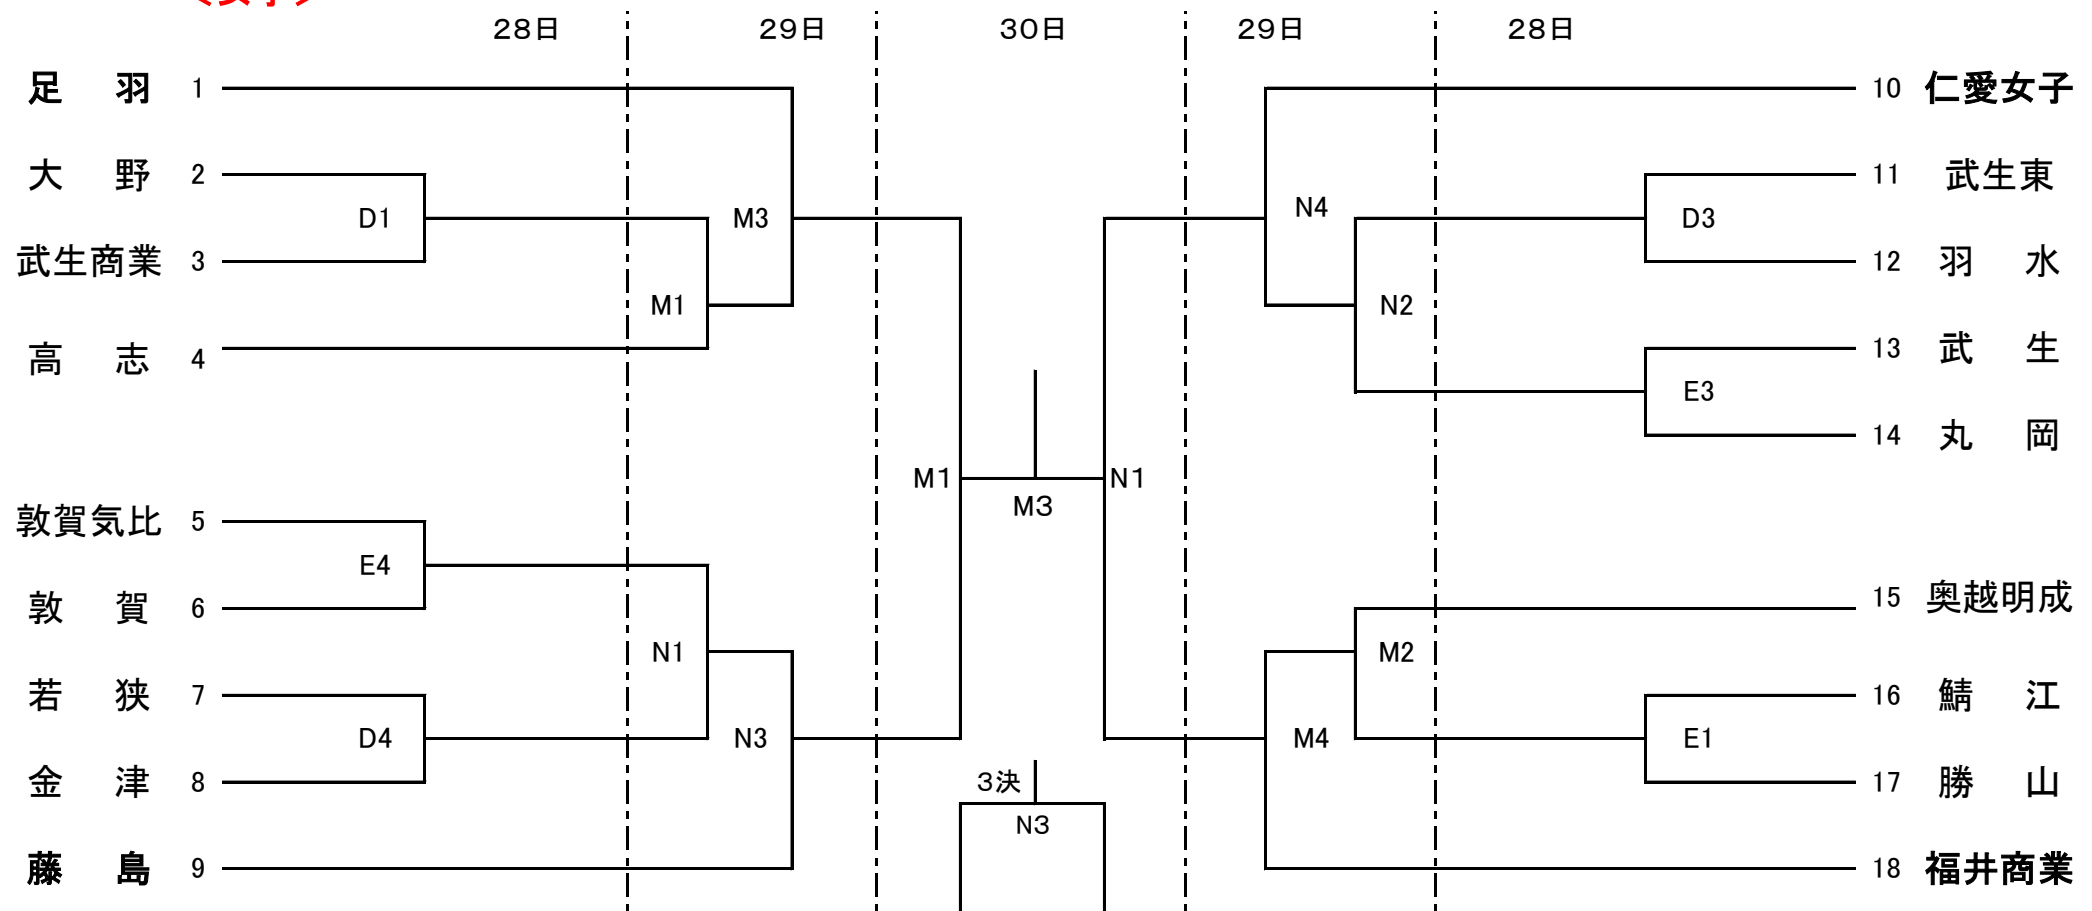 ＜女子＞
28日 29日 30日 29日 28日
足 羽 1 10 仁愛女子
大 野 2 11 武生東
D1 M3 N4 D3
武生商業 3 12 羽 水
M1 N2
高 志 4 13 武 生
E3
14 丸 岡
M1 N1
M3
敦賀気比 5
E4
敦 賀 6 15 奥越明成
N1 M2
若 狭 7 16 鯖 江
D4 N3 M4 E1
金 津 8 3決 17 勝 山
N3
藤 島 9 18 福井商業